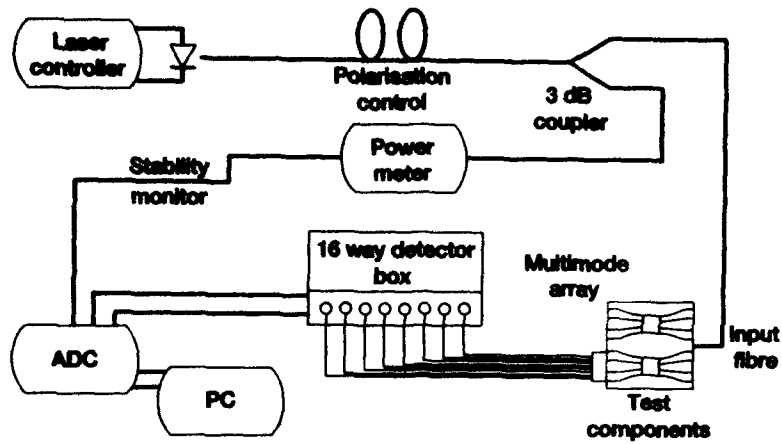 Laser
controller
Polarisation
control
3 dB
coupler
Power
meter
Stability
monitor
16 way detector
box
Multimode
array
Input
fibre
ADC
PC
Test
components